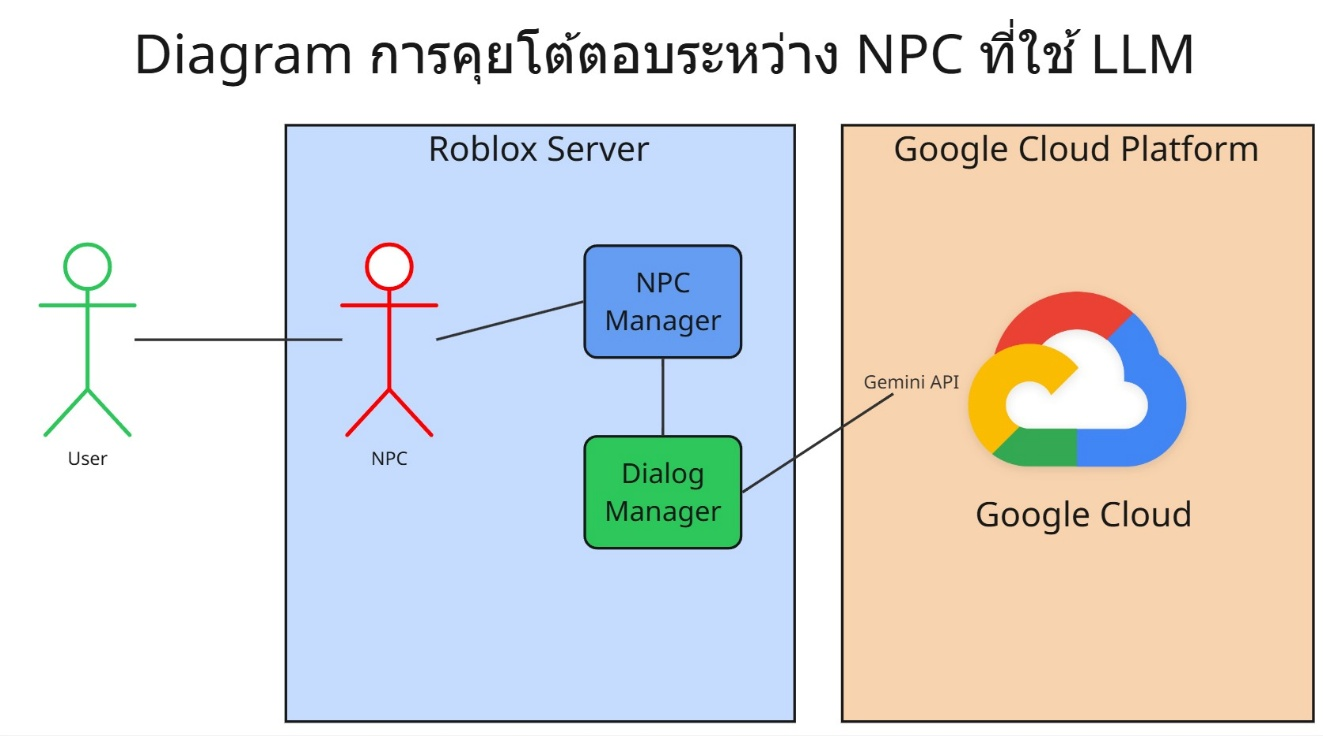 Diagram การคุยโต้ตอบระหว่าง NPC ที่ใช้ LLM
Roblox Server
Google Cloud Platform
NPC
Manager
Gemini API
User
NPC
Dialog
Manager
Google Cloud